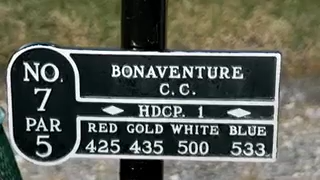 NO.
7
PAR
5
BONAVENTURE
C.C.
HDCP. 1
RED GOLD WHITE BLUE
425 435 500 533